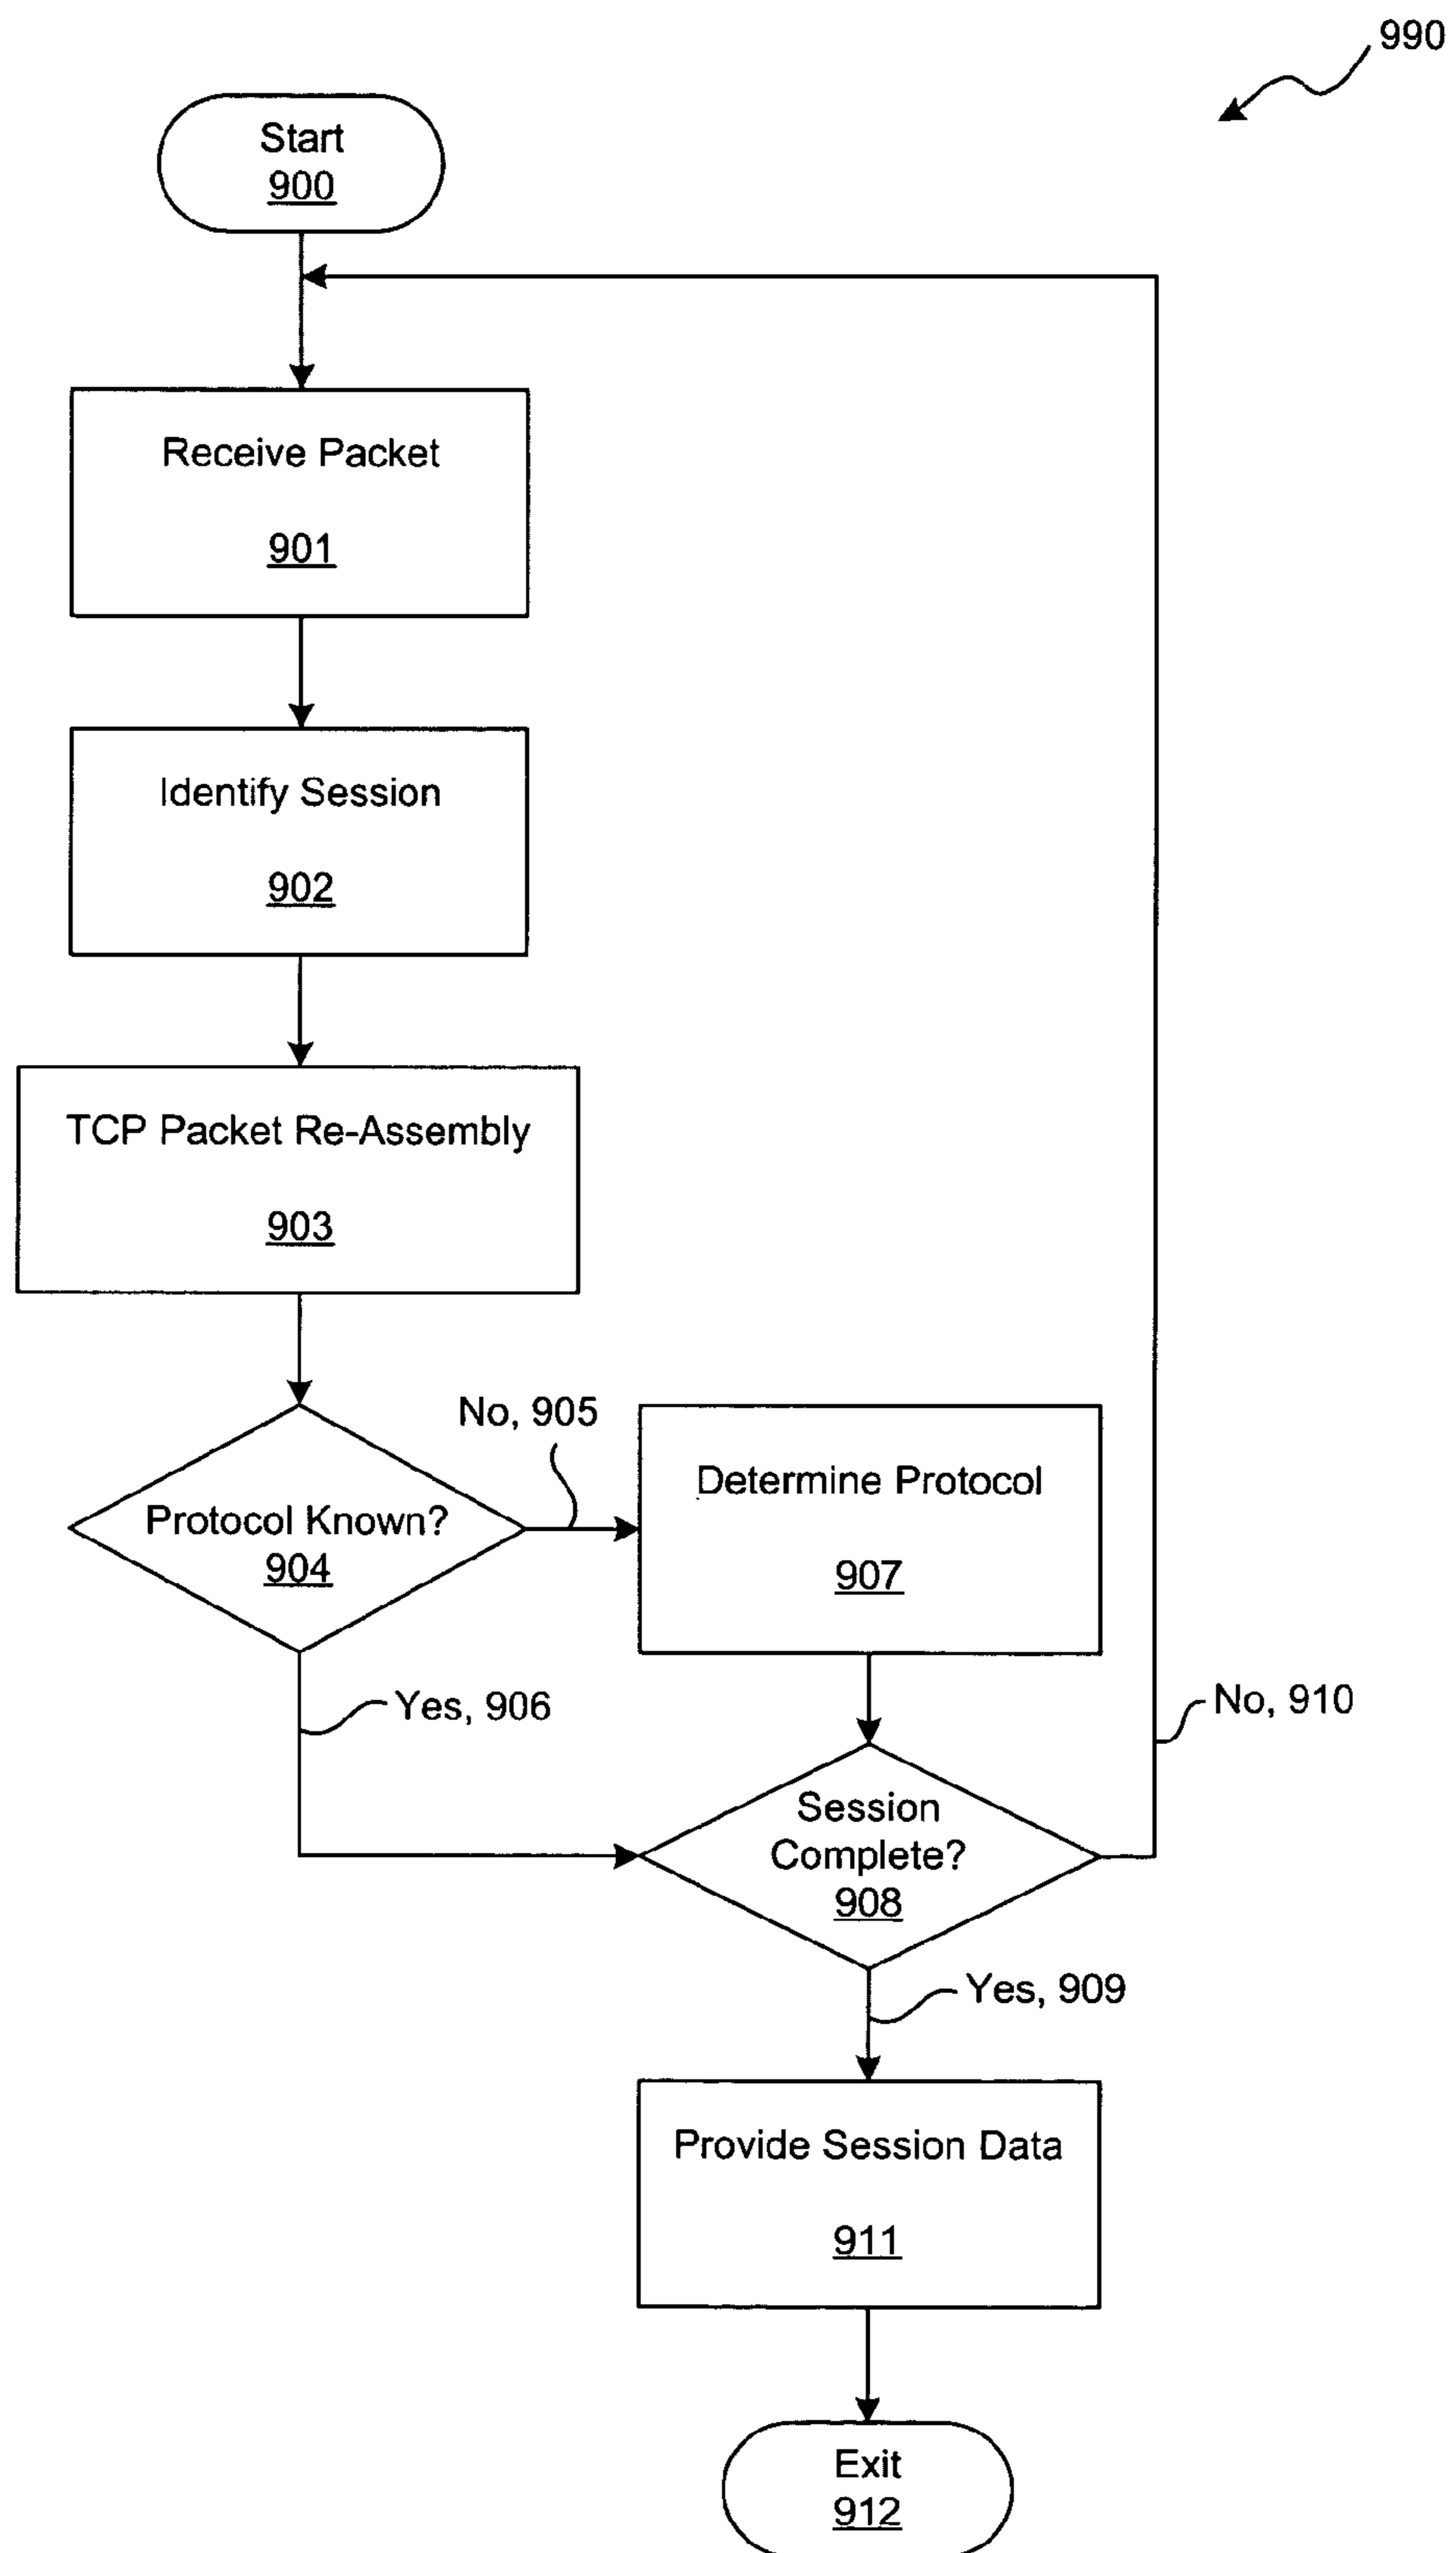 990
Start
900
Receive Packet
901
Identify Session
902
TCP Packet Re-Assembly
903
No, 905
Protocol Known?
904
Determine Protocol
907
Yes, 906
No, 910
Session
Complete?
908
Yes, 909
Provide Session Data
911
Exit
912